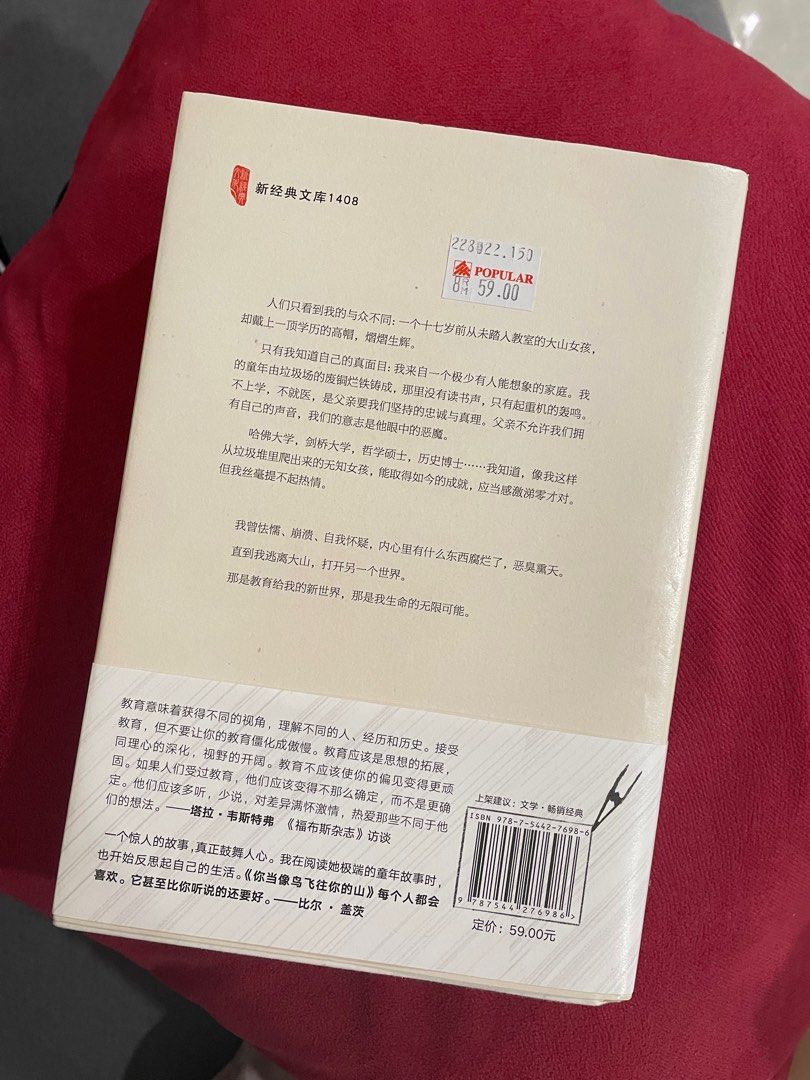 新经典文库1408
228022.150
POPULAR
8 RM 59.00
人们只看到我的与众不同:一个十七岁前从未踏入教室的大山女孩,
却戴上一顶学历的高帽,熠熠生辉。
只有我知道自己的真面目:我来自一个极少有人能想象的家庭。我
的童年由垃圾场的废铜烂铁铸成,那里没有读书声,只有起重机的轰鸣。
不上学,不就医,是父亲要我们坚持的忠诚与真理。父亲不允许我们拥
有自己的声音,我们的意志是他眼中的恶魔。
哈佛大学,剑桥大学,哲学硕士,历史博士……我知道,像我这样
从垃圾堆里爬出来的无知女孩,能取得如今的成就,应当感激涕零才对。
但我丝毫提不起热情。
我曾怯懦、崩溃、自我怀疑,内心里有什么东西腐烂了,恶臭熏天。
直到我逃离大山,打开另一个世界。
那是教育给我的新世界,那是我生命的无限可能。
教育意味着获得不同的视角,理解不同的人、经历和历史。接受
教育,但不要让你的教育僵化成傲慢。教育应该是思想的拓展,
同理心的深化,视野的开阔。教育不应该使你的偏见变得更顽
固。如果人们受过教育,他们应该变得不那么确定,而不是更确
定。他们应该多听,少说,对差异满怀激情,热爱那些不同于他
们的想法。——塔拉·韦斯特弗 《福布斯杂志》访谈
一个惊人的故事,真正鼓舞人心。我在阅读她极端的童年故事时,
也开始反思起自己的生活。《你当像鸟飞往你的山》每个人都会
喜欢。它甚至比你听说的还要好。——比尔·盖茨
上架建议:文学·畅销经典
ISBN 978-7-5442-7698-6
9 787544 276986 >
定价:59.00元